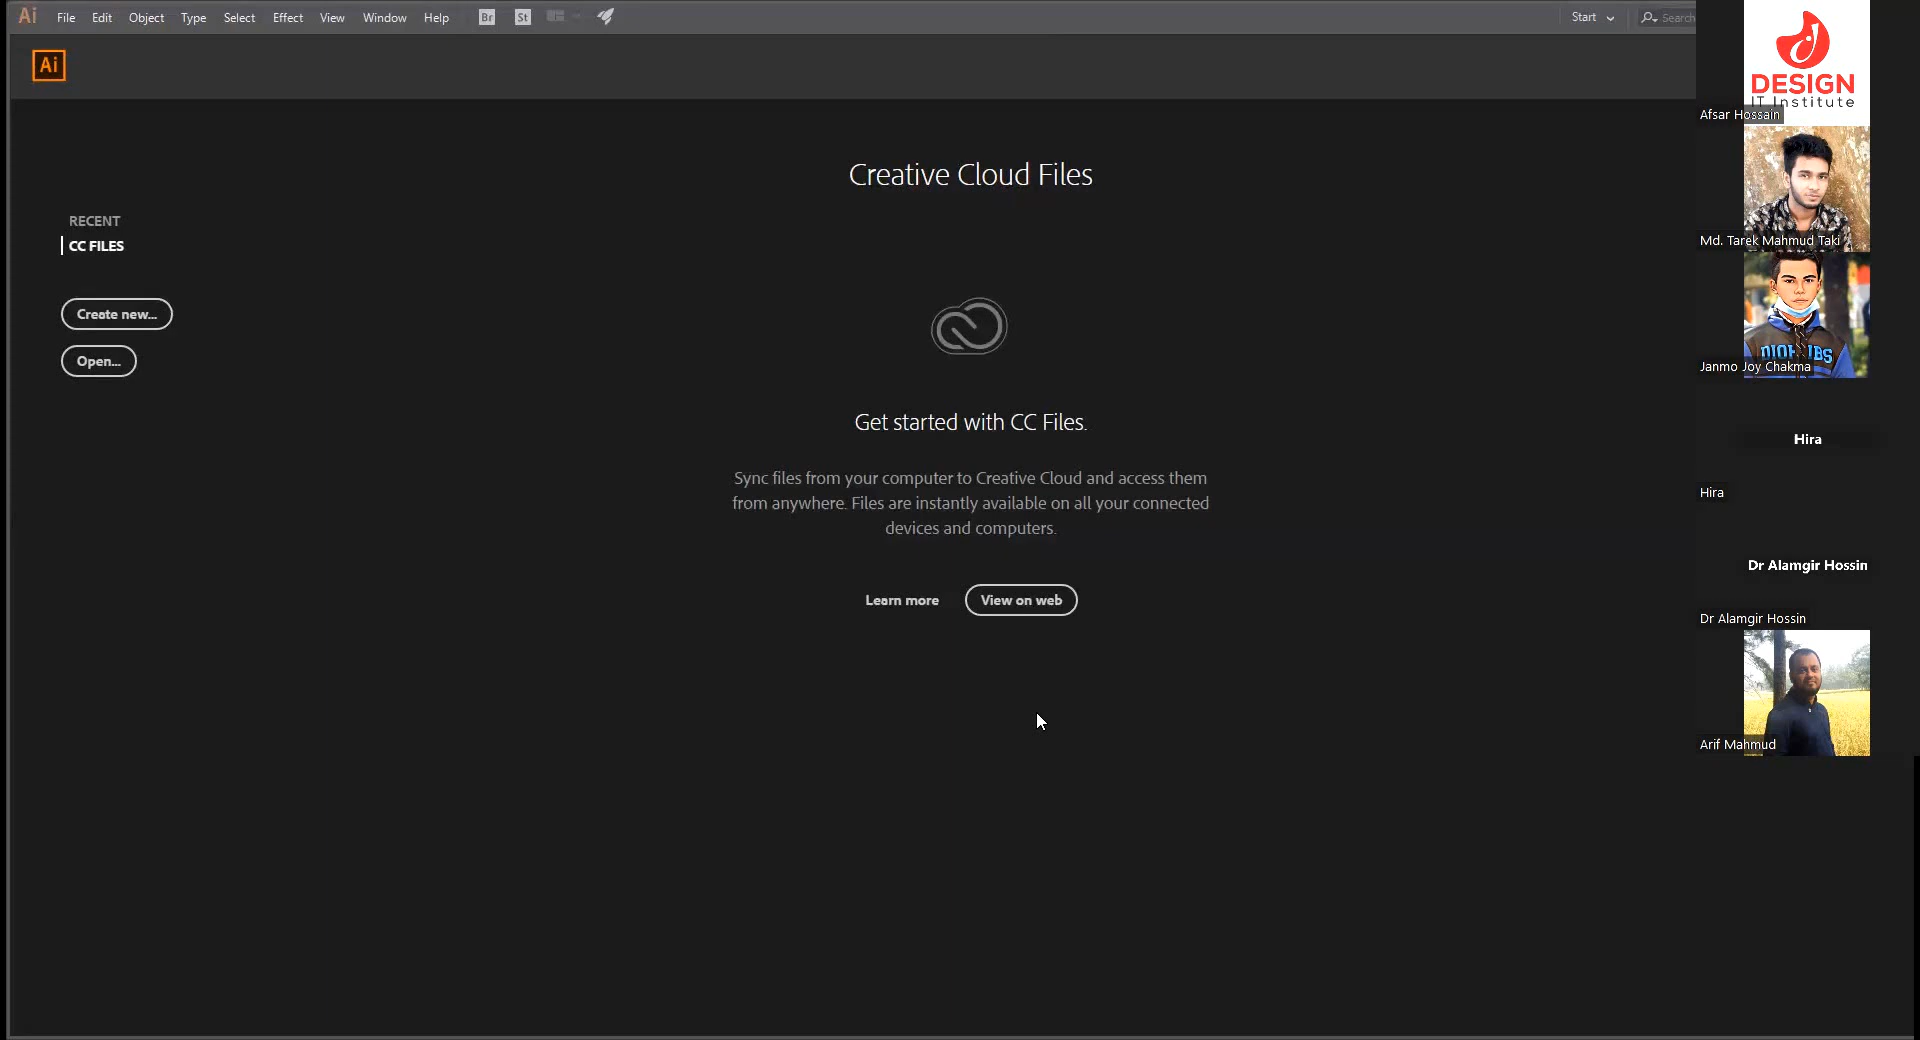 Ai File Edit Object Type Select Effect View Window Help Br St Start Search
Ai
Creative Cloud Files
RECENT
CC FILES
Create new...
Open...
Get started with CC Files.
Sync files from your computer to Creative Cloud and access them
from anywhere. Files are instantly available on all your connected
devices and computers.
Learn more View on web
DESIGN
IT Institute
Afsar Hossain
Md. Tarek Mahmud Taki
Janmo Joy Chakma
Hira
Hira
Dr Alamgir Hossin
Dr Alamgir Hossin
Arif Mahmud